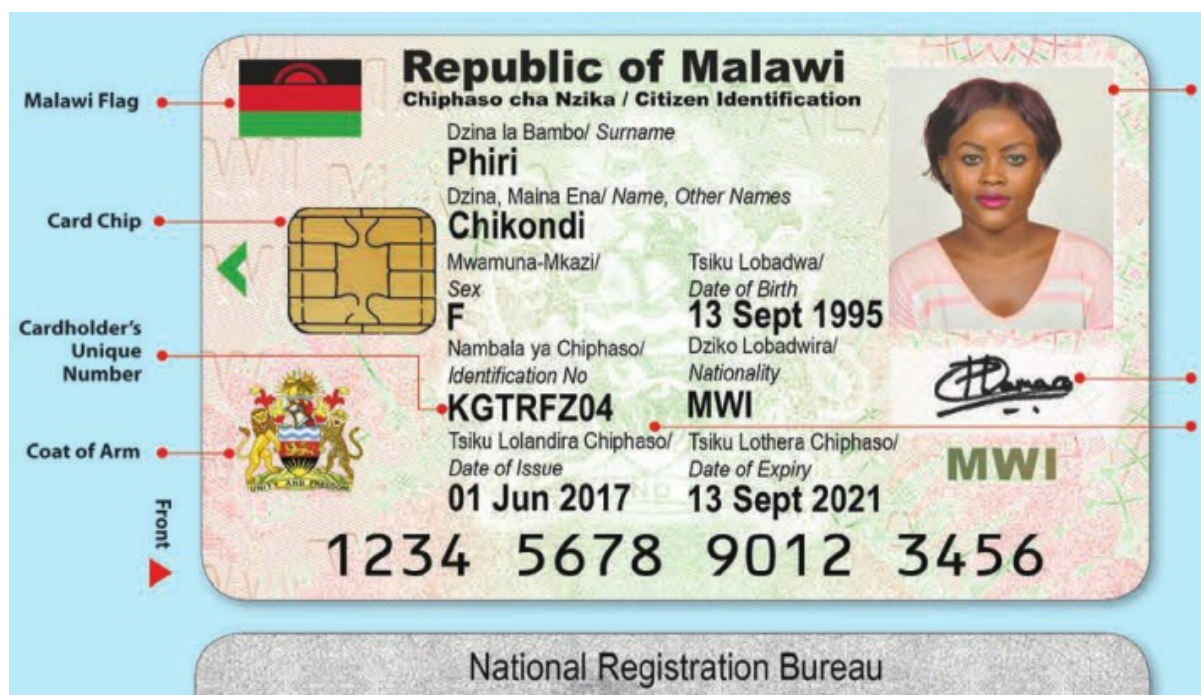 Malawi Flag
Card Chip
Cardholder's
Unique
Number
Coat of Arm
Front
Republic of Malawi
Chiphaso cha Nzika / Citizen Identification
Dzina la Bambo/ Surname
Phiri
Dzina, Maina Ena/ Name, Other Names
Chikondi
Mwamuna-Mkazi/
Sex
F
Tsiku Lobadwa/
Date of Birth
13 Sept 1995
Nambala ya Chiphaso/
Identification No
KGTRFZ04
Dziko Lobadwira/
Nationality
MWI
Tsiku Lolandira Chiphaso/
Date of Issue
01 Jun 2017
Tsiku Lothera Chiphaso/
Date of Expiry
13 Sept 2021
MWI
UNITY AND FREEDOM
1234 5678 9012 3456
National Registration Bureau